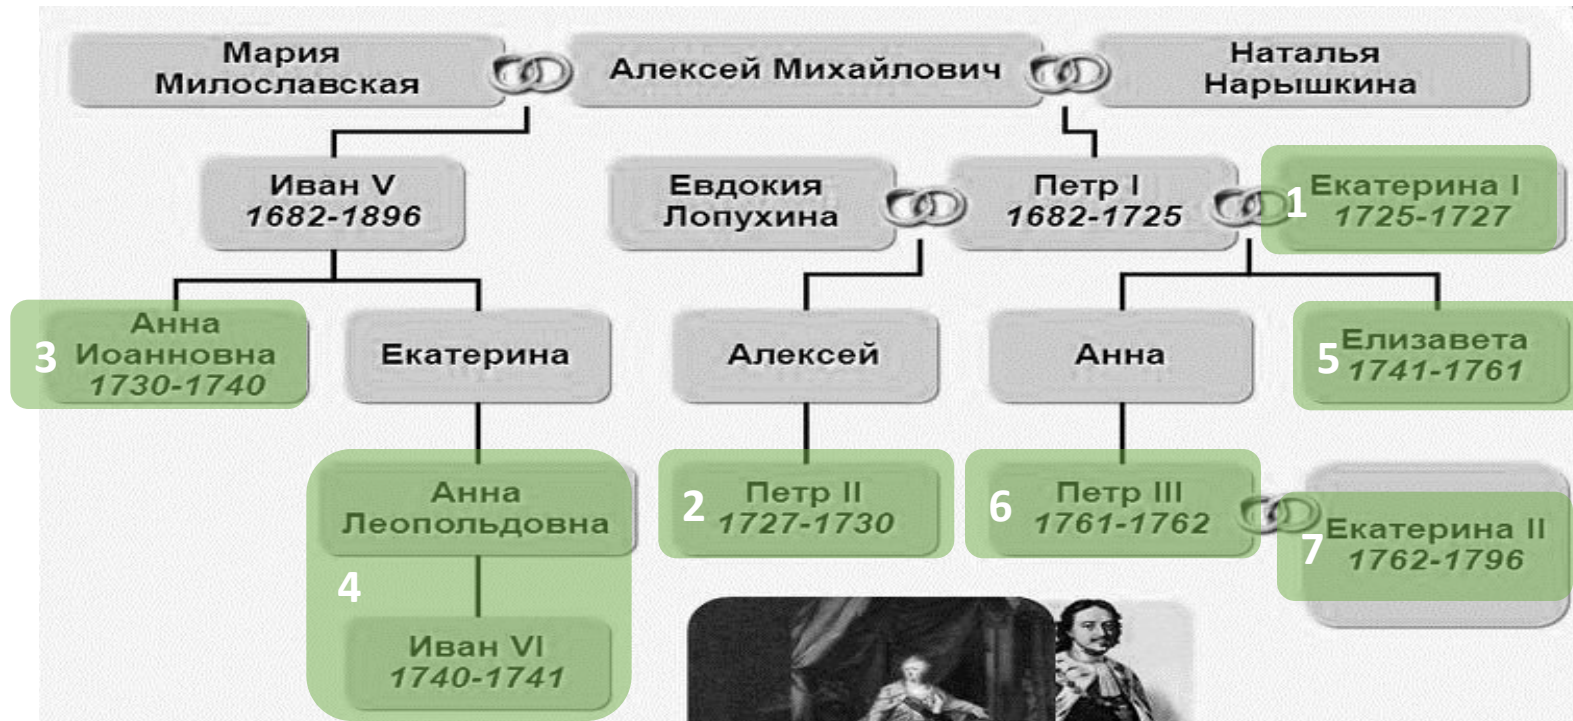 Мария
Милославская
Алексей Михайлович
Наталья
Нарышкина
Иван V
1682-1896
Евдокия
Лопухина
Петр I
1682-1725
1
Екатерина I
1725-1727
3
Анна
Иоанновна
1730-1740
Екатерина
Алексей
Анна
5
Елизавета
1741-1761
4
Анна
Леопольдовна
2
Петр II
1727-1730
6
Петр III
1761-1762
7
Екатерина II
1762-1796
Иван VI
1740-1741